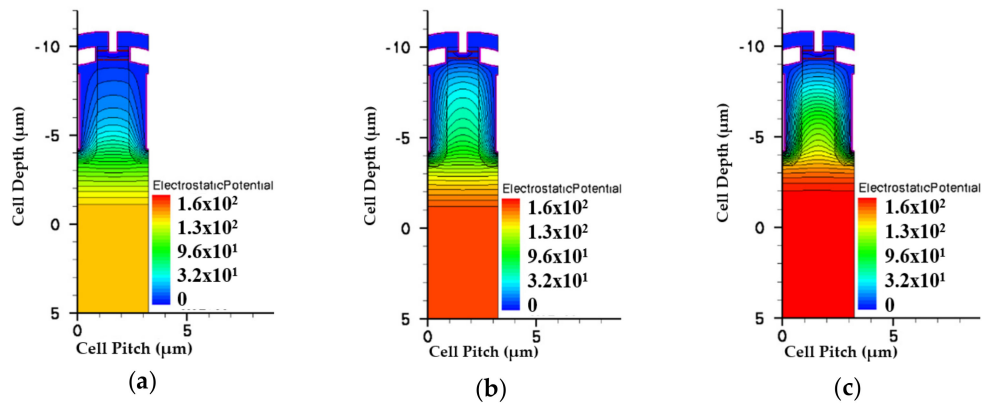 -10
-5
0
5
Cell Depth (μm)
0
5
Cell Pitch (μm)
ElectrostaticPotential
1.6x10²
1.3x10²
9.6x10¹
3.2x10¹
0
(a)
-10
-5
0
5
Cell Depth (μm)
0
5
Cell Pitch (μm)
ElectrostaticPotential
1.6x10²
1.3x10²
9.6x10¹
3.2x10¹
0
(b)
-10
-5
0
5
Cell Depth (μm)
0
5
Cell Pitch (μm)
ElectrostaticPotential
1.6x10²
1.3x10²
9.6x10¹
3.2x10¹
0
(c)